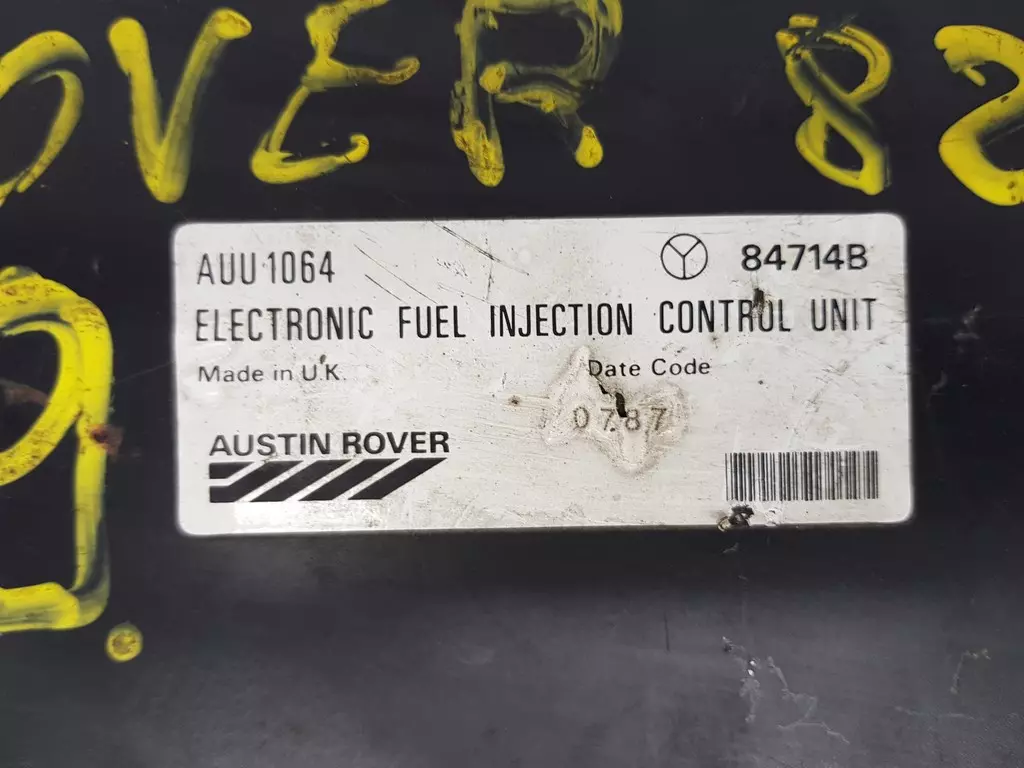 OVER 82
AUU 1064 84714B
ELECTRONIC FUEL INJECTION CONTROL UNIT
Made in U.K. Date Code
0787
AUSTIN ROVER